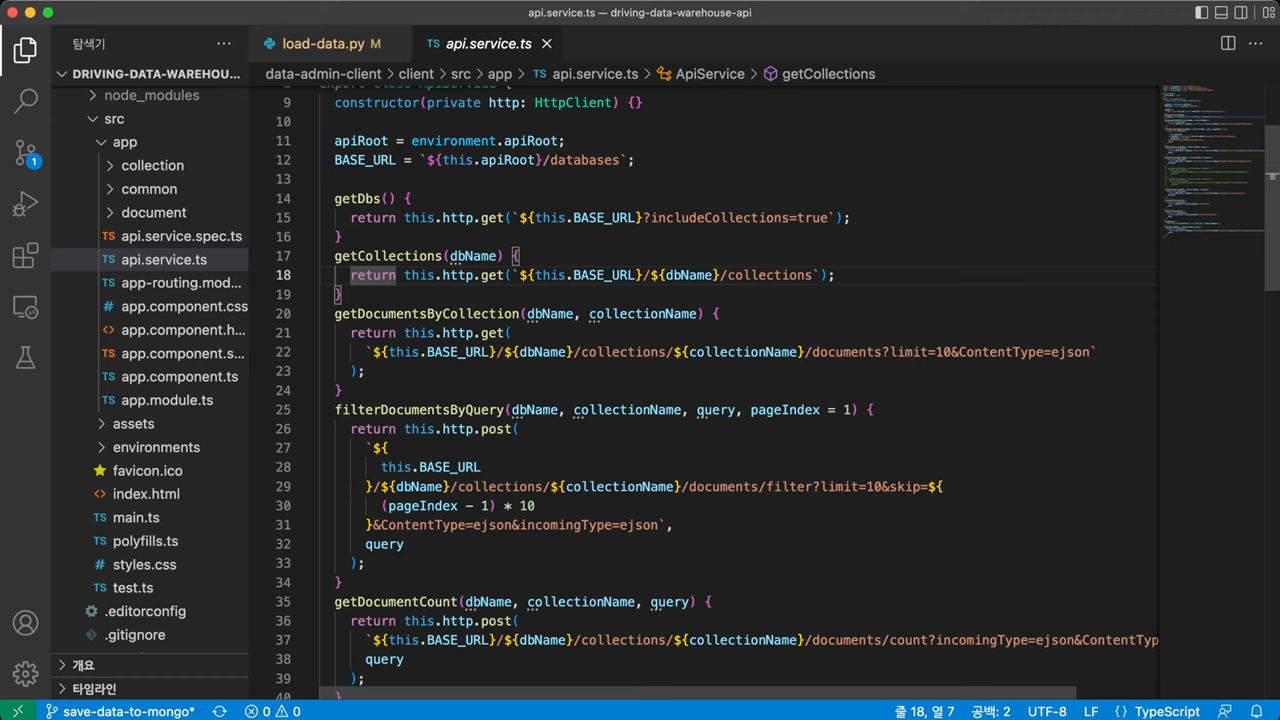 api.service.ts — driving-data-warehouse-api
탐색기
load-data.py M
api.service.ts
DRIVING-DATA-WAREHOU...
data-admin-client > client > src > app > TS api.service.ts > ApiService > getCollections
node_modules
src
app
collection
common
document
TS api.service.spec.ts
TS api.service.ts
TS app-routing.mod...
# app.component.css
<> app.component.h...
TS app.component.s...
TS app.component.ts
TS app.module.ts
assets
environments
favicon.ico
<> index.html
TS main.ts
TS polyfills.ts
# styles.css
TS test.ts
.editorconfig
.gitignore
개요
타임라인
9 constructor(private http: HttpClient) {}
10
11 apiRoot = environment.apiRoot;
12 BASE_URL = `${this.apiRoot}/databases`;
13
14 getDbs() {
15 return this.http.get(`${this.BASE_URL}?includeCollections=true`);
16 }
17 getCollections(dbName) {
18 return this.http.get(`${this.BASE_URL}/${dbName}/collections`);
19 }
20 getDocumentsByCollection(dbName, collectionName) {
21 return this.http.get(
22 `${this.BASE_URL}/${dbName}/collections/${collectionName}/documents?limit=10&ContentType=ejson`
23 );
24 }
25 filterDocumentsByQuery(dbName, collectionName, query, pageIndex = 1) {
26 return this.http.post(
27 `${
28 this.BASE_URL
29 }/${dbName}/collections/${collectionName}/documents/filter?limit=10&skip=${
30 (pageIndex - 1) * 10
31 }&ContentType=ejson&incomingType=ejson`,
32 query
33 );
34 }
35 getDocumentCount(dbName, collectionName, query) {
36 return this.http.post(
37 `${this.BASE_URL}/${dbName}/collections/${collectionName}/documents/count?incomingType=ejson&ContentTyp
38 query
39 );
40 }
1
save-data-to-mongo* 0 0 줄 18, 열 7 공백: 2 UTF-8 LF {} TypeScript